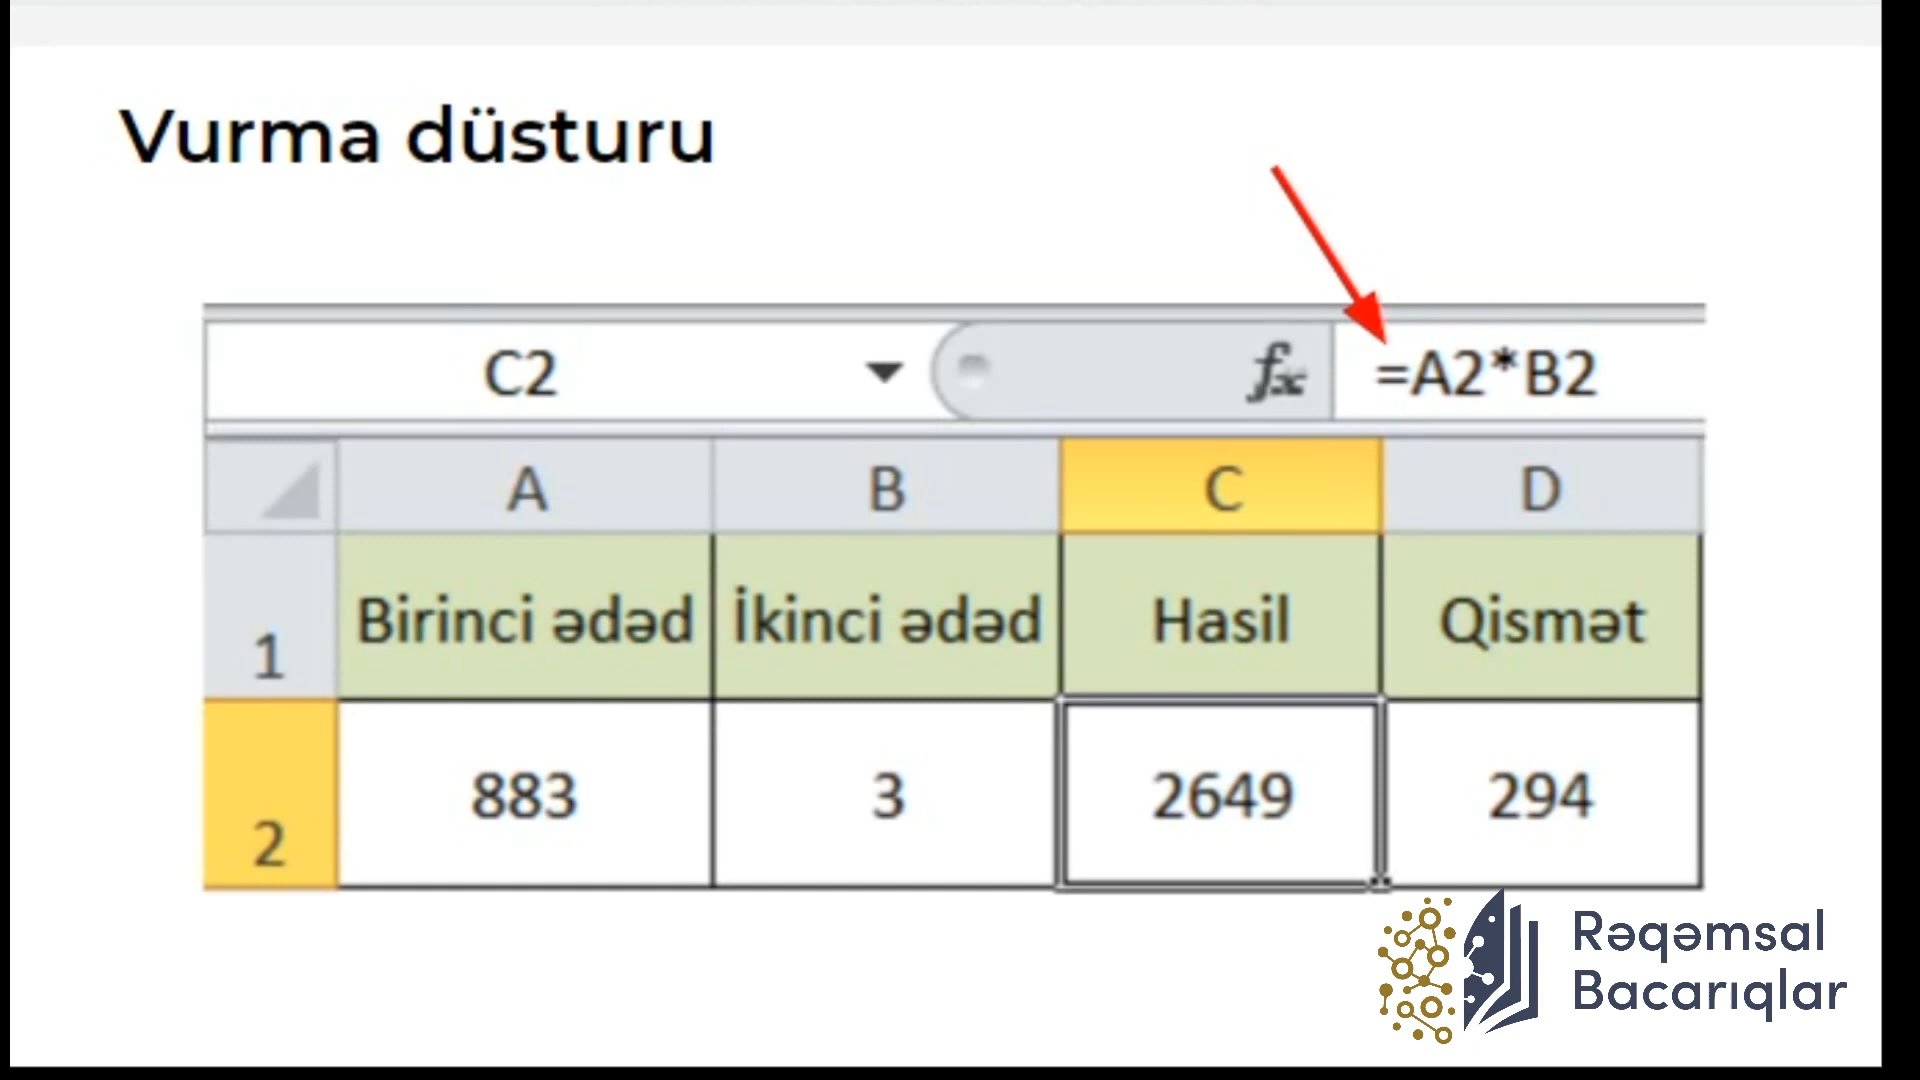 Vurma düsturu
C2 fx =A2*B2
A B C D
1 Birinci ədəd İkinci ədəd Hasil Qismət
2 883 3 2649 294
Rəqəmsal
Bacarıqlar